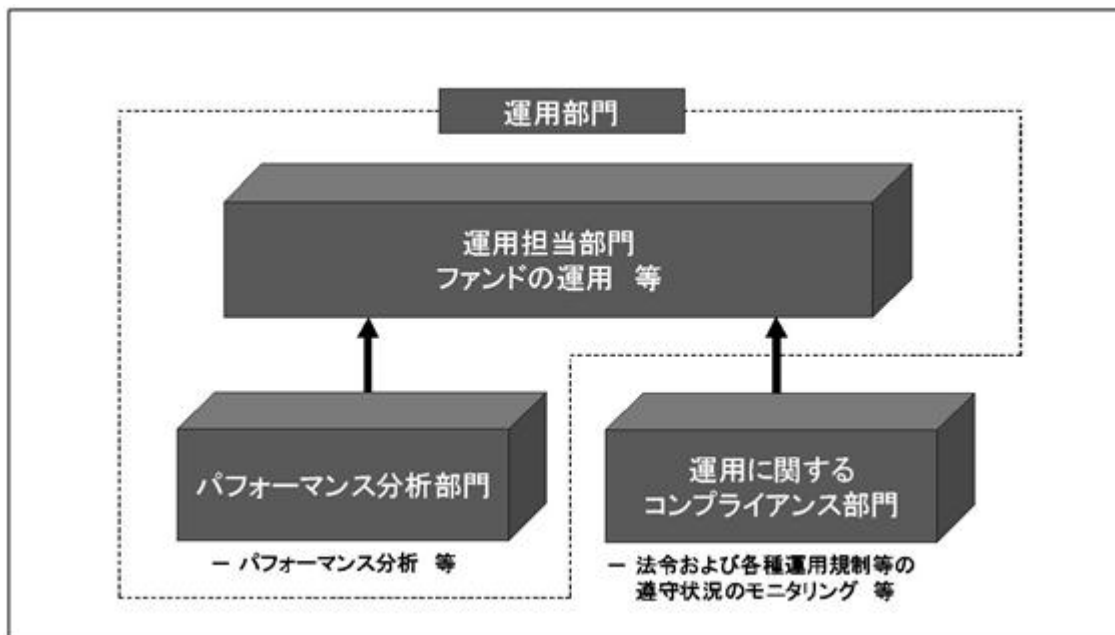 運用部門
運用担当部門
ファンドの運用 等
パフォーマンス分析部門
－ パフォーマンス分析 等
運用に関する
コンプライアンス部門
－ 法令および各種運用規制等の
遵守状況のモニタリング 等